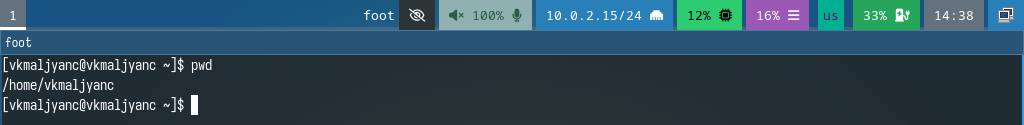 1 foot 100% 10.0.2.15/24 12% 16% us 33% 14:38
foot
[vkmaljyanc@vkmaljyanc ~]$ pwd
/home/vkmaljyanc
[vkmaljyanc@vkmaljyanc ~]$